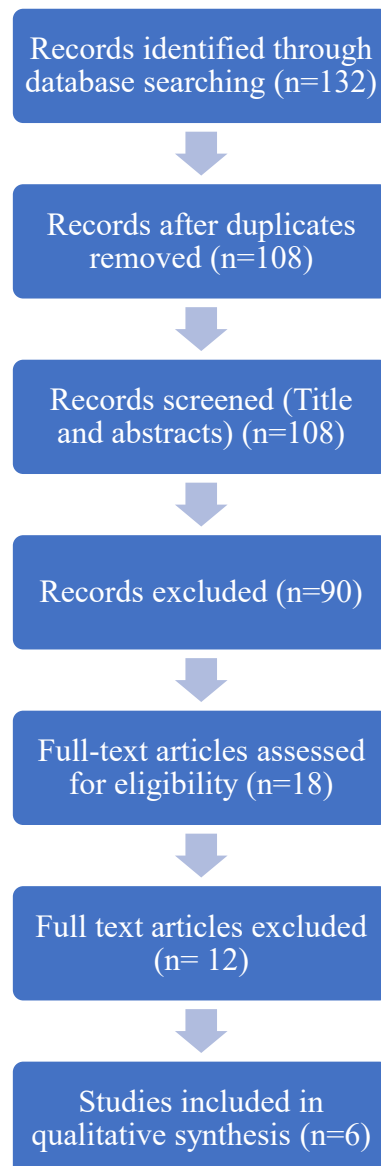 Records identified through
database searching (n=132)
Records after duplicates
removed (n=108)
Records screened (Title
and abstracts) (n=108)
Records excluded (n=90)
Full-text articles assessed
for eligibility (n=18)
Full text articles excluded
(n= 12)
Studies included in
qualitative synthesis (n=6)